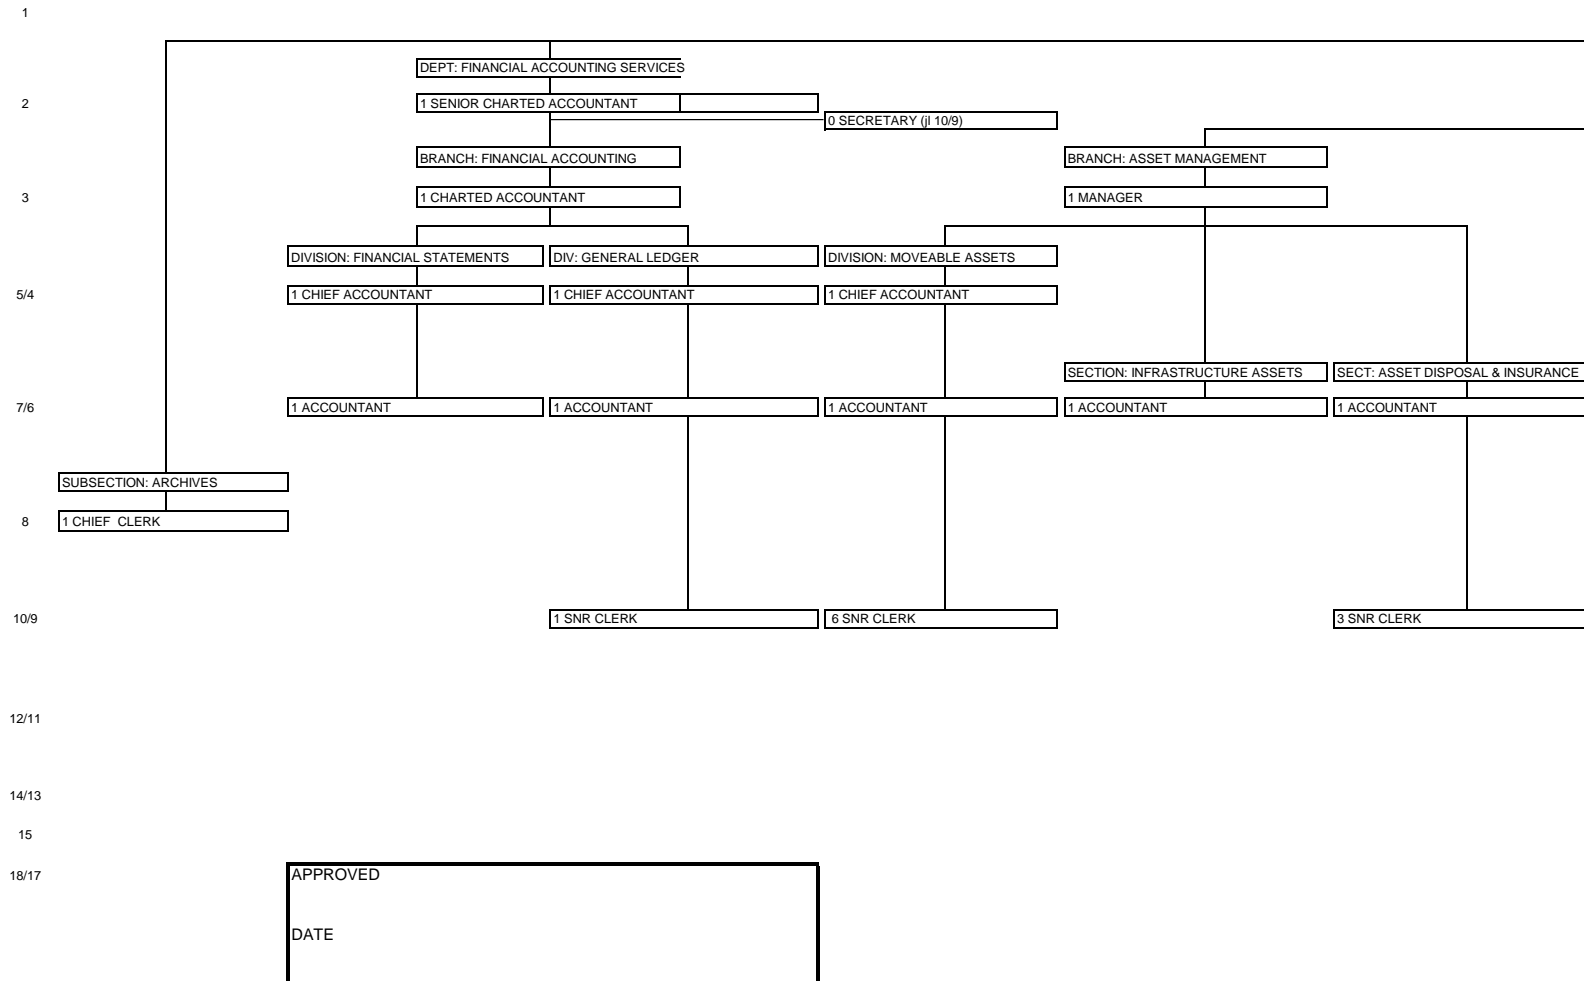 1
DEPT: FINANCIAL ACCOUNTING SERVICES
2
1 SENIOR CHARTED ACCOUNTANT
0 SECRETARY (jl 10/9)
BRANCH: FINANCIAL ACCOUNTING
BRANCH: ASSET MANAGEMENT
3
1 CHARTED ACCOUNTANT
1 MANAGER
DIVISION: FINANCIAL STATEMENTS
DIV: GENERAL LEDGER
DIVISION: MOVEABLE ASSETS
5/4
1 CHIEF ACCOUNTANT
1 CHIEF ACCOUNTANT
1 CHIEF ACCOUNTANT
SECTION: INFRASTRUCTURE ASSETS
SECT: ASSET DISPOSAL & INSURANCE
7/6
1 ACCOUNTANT
1 ACCOUNTANT
1 ACCOUNTANT
1 ACCOUNTANT
1 ACCOUNTANT
SUBSECTION: ARCHIVES
8
1 CHIEF  CLERK
10/9
1 SNR CLERK
6 SNR CLERK
3 SNR CLERK
12/11
14/13
15
18/17
APPROVED
DATE